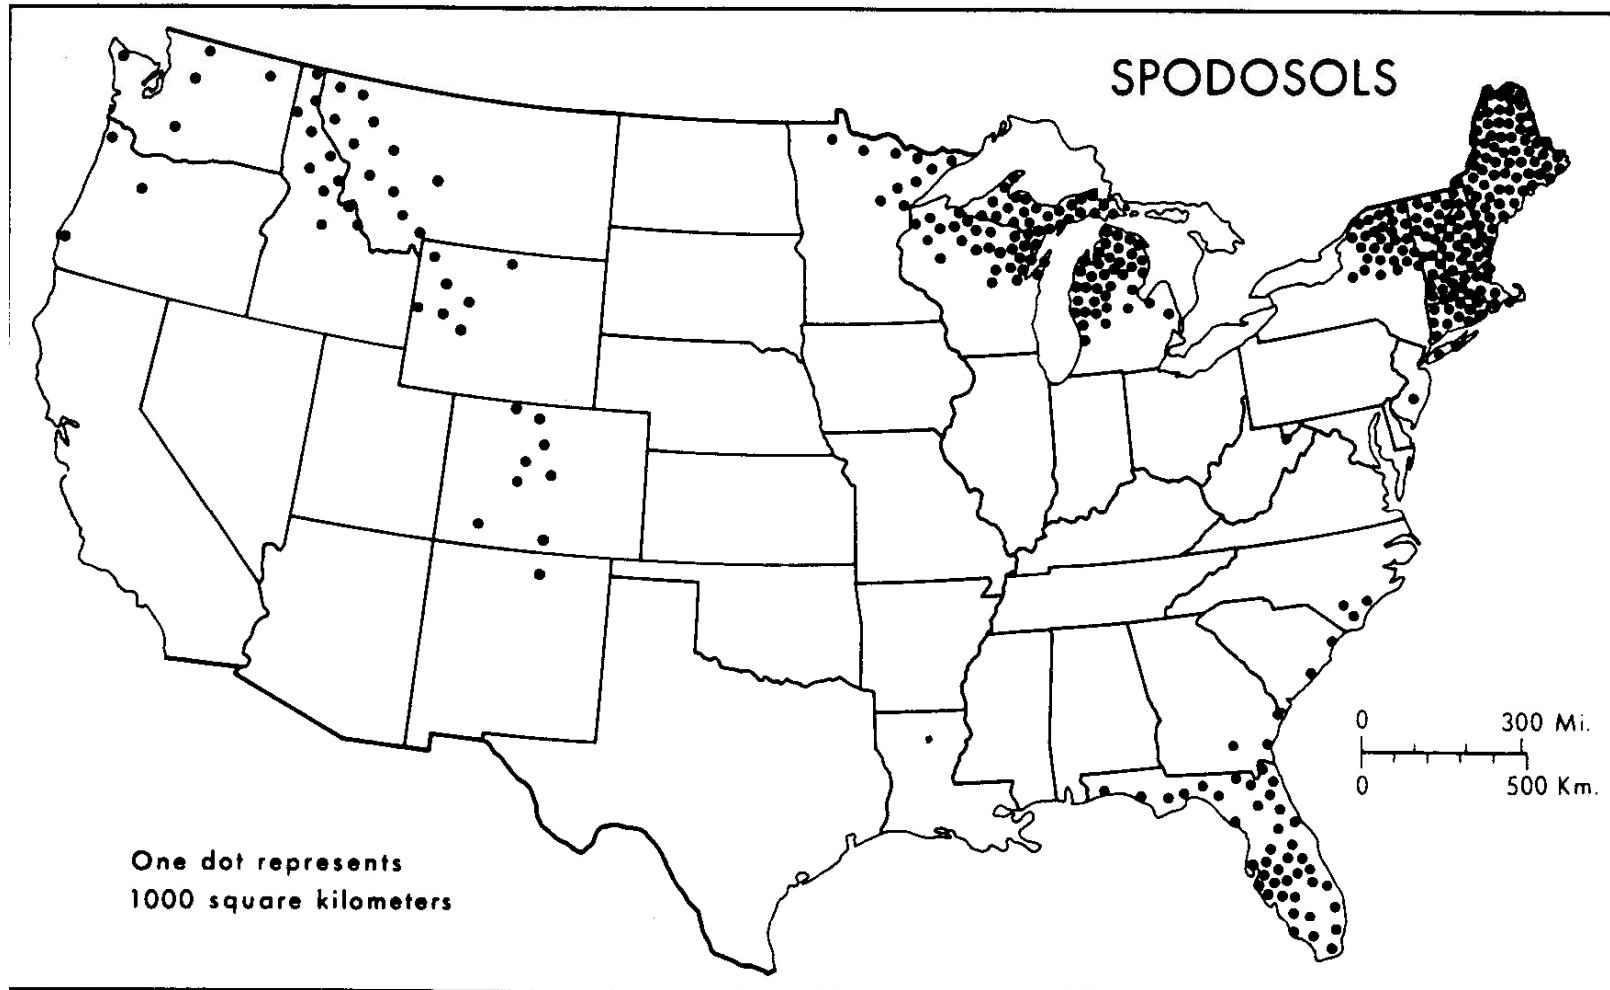 SPODOSOLS
0 300 Mi.
0 500 Km.
One dot represents
1000 square kilometers